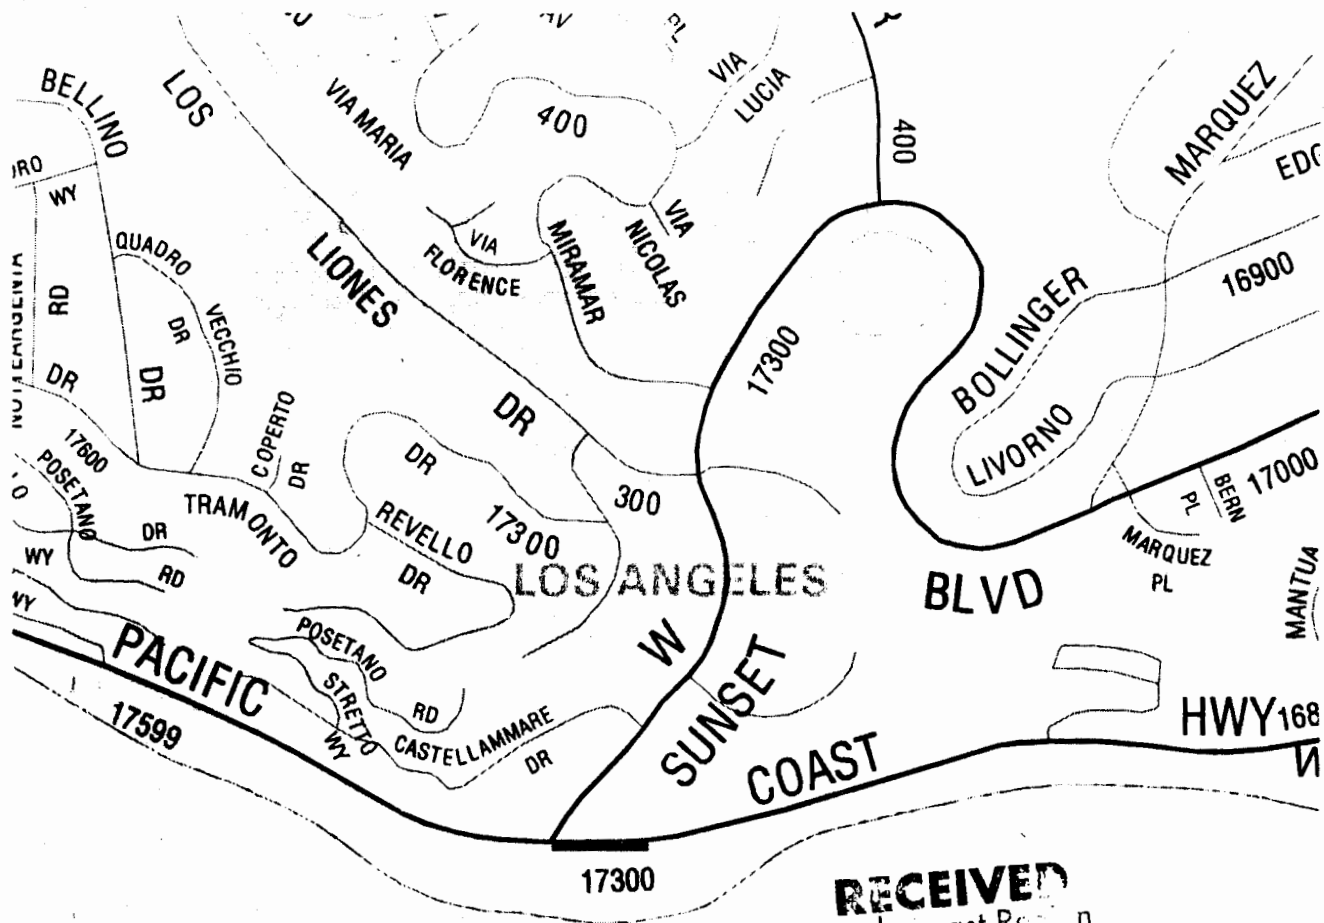 PL
VIA
LUCIA
BELLINO
LOS
VIA MARIA
400
400
MARQUEZ
WY
QUADRO
DR
RD
VECCHIO
DR
DR
LIONES
VIA
FLORENCE
MIRAMAR
VIA
NICOLAS
17300
BOLLINGER
16900
LIVORNO
COPERTO
DR
DR
DR
17600
POSETANO
DR
RD
WY
TRAMONTO
REVELLO
DR
17300
300
LOS ANGELES
BLVD
MARQUEZ
PL
PL
BERN
17000
MANTUA
PACIFIC
17599
POSETANO
RD
STRETTO
WY
CASTELLAMMARE
DR
W
SUNSET
COAST
HWY
168
17300
RECEIVED